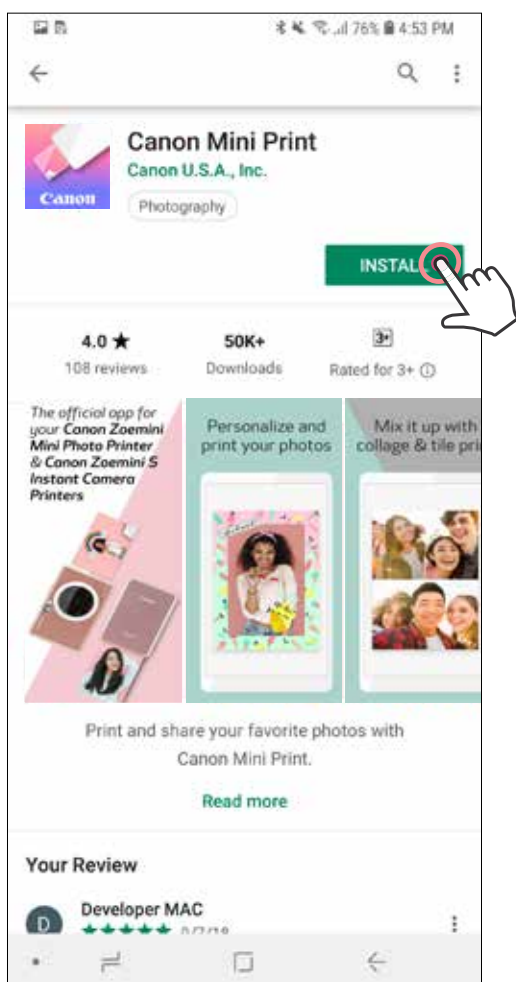 76% 4:53 PM
Canon Mini Print
Canon U.S.A., Inc.
Canon
Photography
INSTALL
4.0 ★ 50K+ 3+
108 reviews Downloads Rated for 3+
The official app for
your Canon Zoemini
Mini Photo Printer
& Canon Zoemini S
Instant Camera
Printers
Personalize and
print your photos
Mix it up with
collage & tile pri
Print and share your favorite photos with
Canon Mini Print.
Read more
Your Review
D
Developer MAC